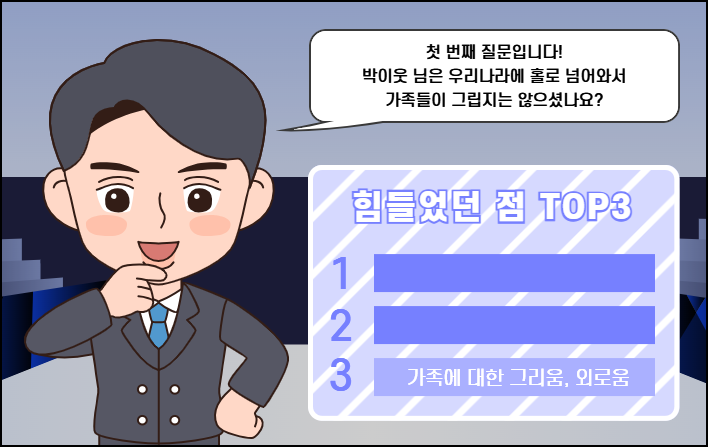 첫 번째 질문입니다!
박이웃 님은 우리나라에 홀로 넘어와서
가족들이 그립지는 않으셨나요?
힘들었던 점 TOP3
1
2
3 가족에 대한 그리움, 외로움